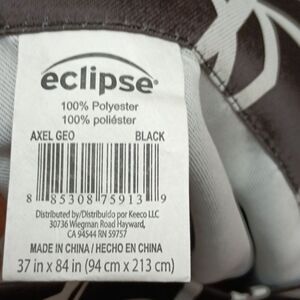 eclipse®
100% Polyester
100% poliéster
AXEL GEO BLACK
8 85308 75913 9
Distributed by/Distribuido por Keeco LLC
30736 Wiegman Road Hayward,
CA 94544 RN 59757
MADE IN CHINA / HECHO EN CHINA
37 in x 84 in (94 cm x 213 cm)